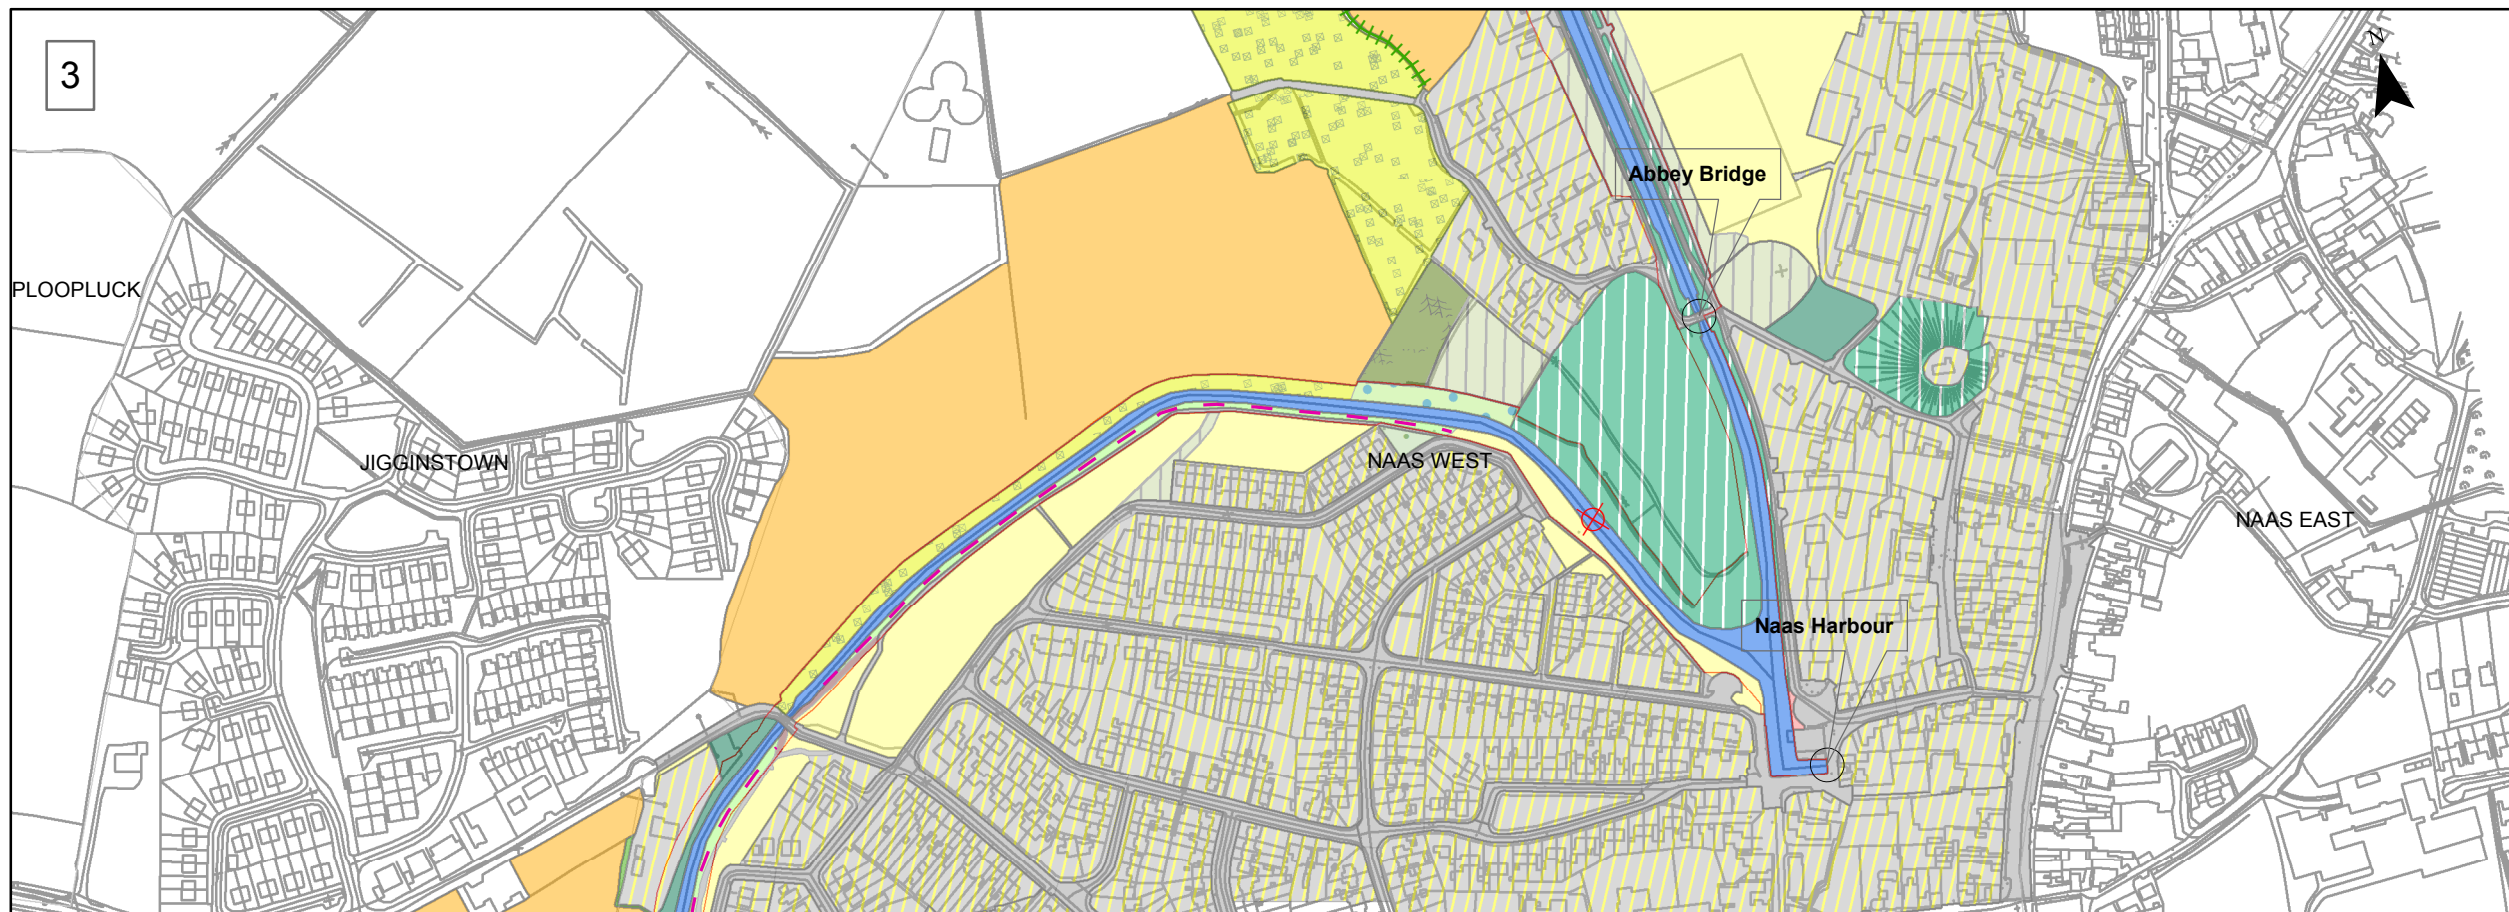 3
N
Abbey Bridge
PLOOPLUCK
JIGGINSTOWN
NAAS WEST
NAAS EAST
Naas Harbour